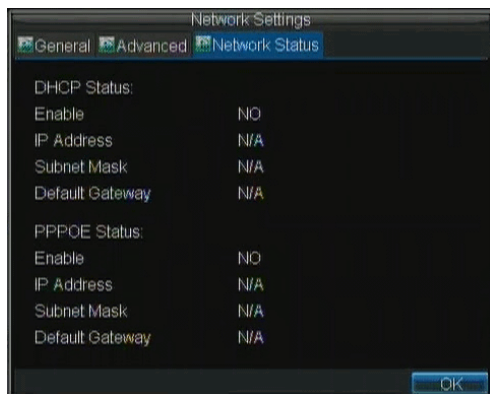 Network Settings
General Advanced Network Status
DHCP Status:
Enable NO
IP Address N/A
Subnet Mask N/A
Default Gateway N/A
PPPOE Status:
Enable NO
IP Address N/A
Subnet Mask N/A
Default Gateway N/A
OK